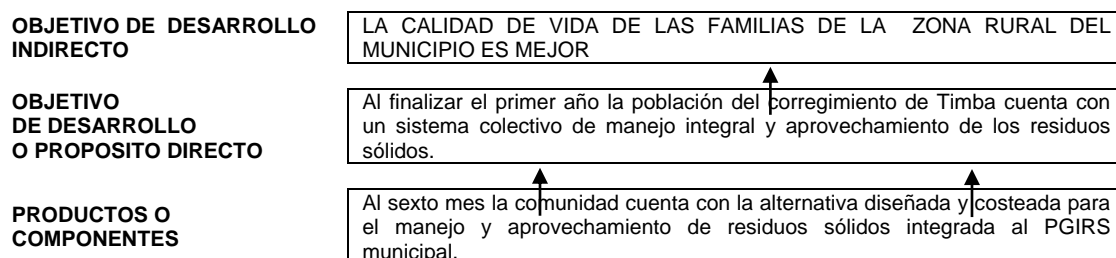 OBJETIVO DE DESARROLLO
INDIRECTO
LA CALIDAD DE VIDA DE LAS FAMILIAS DE LA ZONA RURAL DEL
MUNICIPIO ES MEJOR
OBJETIVO
DE DESARROLLO
O PROPOSITO DIRECTO
Al finalizar el primer año la población del corregimiento de Timba cuenta con
un sistema colectivo de manejo integral y aprovechamiento de los residuos
sólidos.
PRODUCTOS O
COMPONENTES
Al sexto mes la comunidad cuenta con la alternativa diseñada y costeada para
el manejo y aprovechamiento de residuos sólidos integrada al PGIRS
municipal.